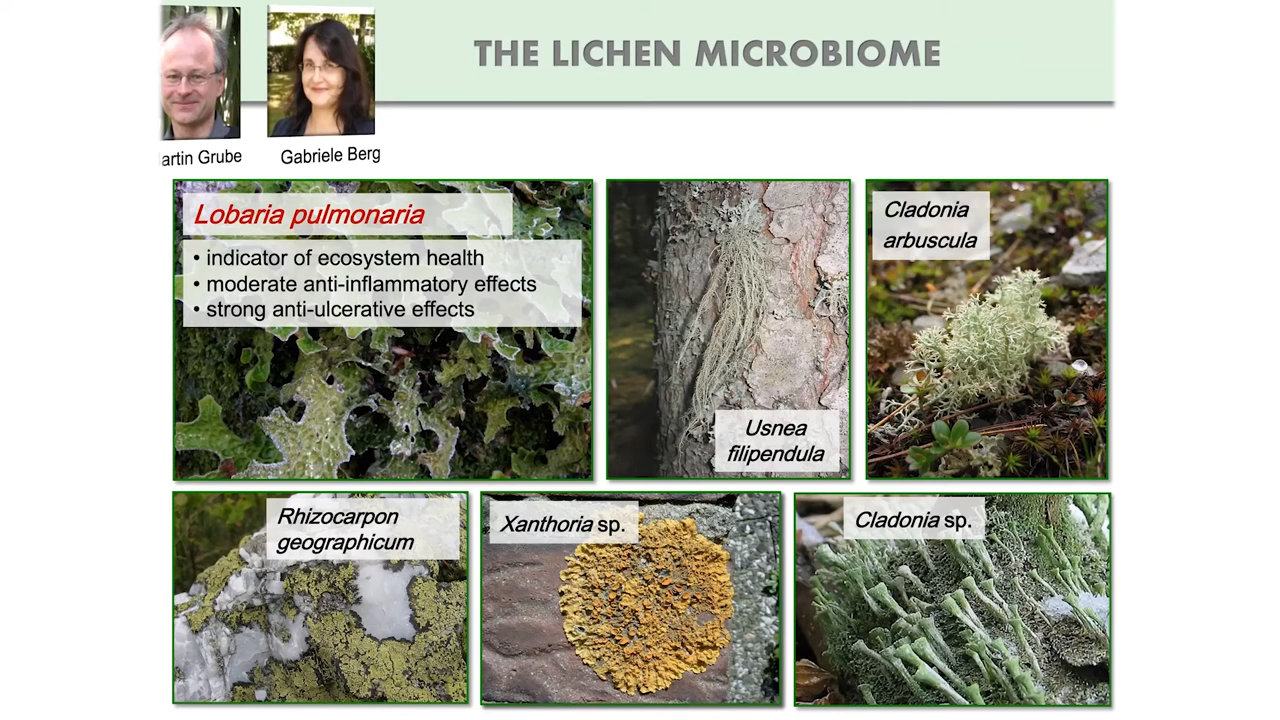 THE LICHEN MICROBIOME
artin Grube
Gabriele Berg
Lobaria pulmonaria
• indicator of ecosystem health
• moderate anti-inflammatory effects
• strong anti-ulcerative effects
Usnea
filipendula
Cladonia
arbuscula
Rhizocarpon
geographicum
Xanthoria sp.
Cladonia sp.